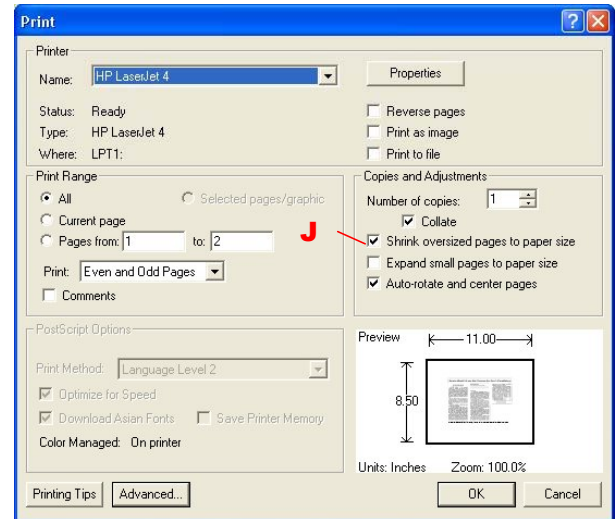 Print
Printer
Name: HP LaserJet 4
Properties
Status: Ready
Type: HP LaserJet 4
Where: LPT1:
Reverse pages
Print as image
Print to file
Print Range
All
Selected pages/graphic
Current page
Pages from: 1 to: 2
Print: Even and Odd Pages
Comments
J
Copies and Adjustments
Number of copies: 1
Collate
Shrink oversized pages to paper size
Expand small pages to paper size
Auto-rotate and center pages
PostScript Options
Print Method: Language Level 2
Optimize for Speed
Download Asian Fonts
Save Printer Memory
Color Managed: On printer
Preview
11.00
8.50
Units: Inches Zoom: 100.0%
Printing Tips
Advanced...
OK
Cancel